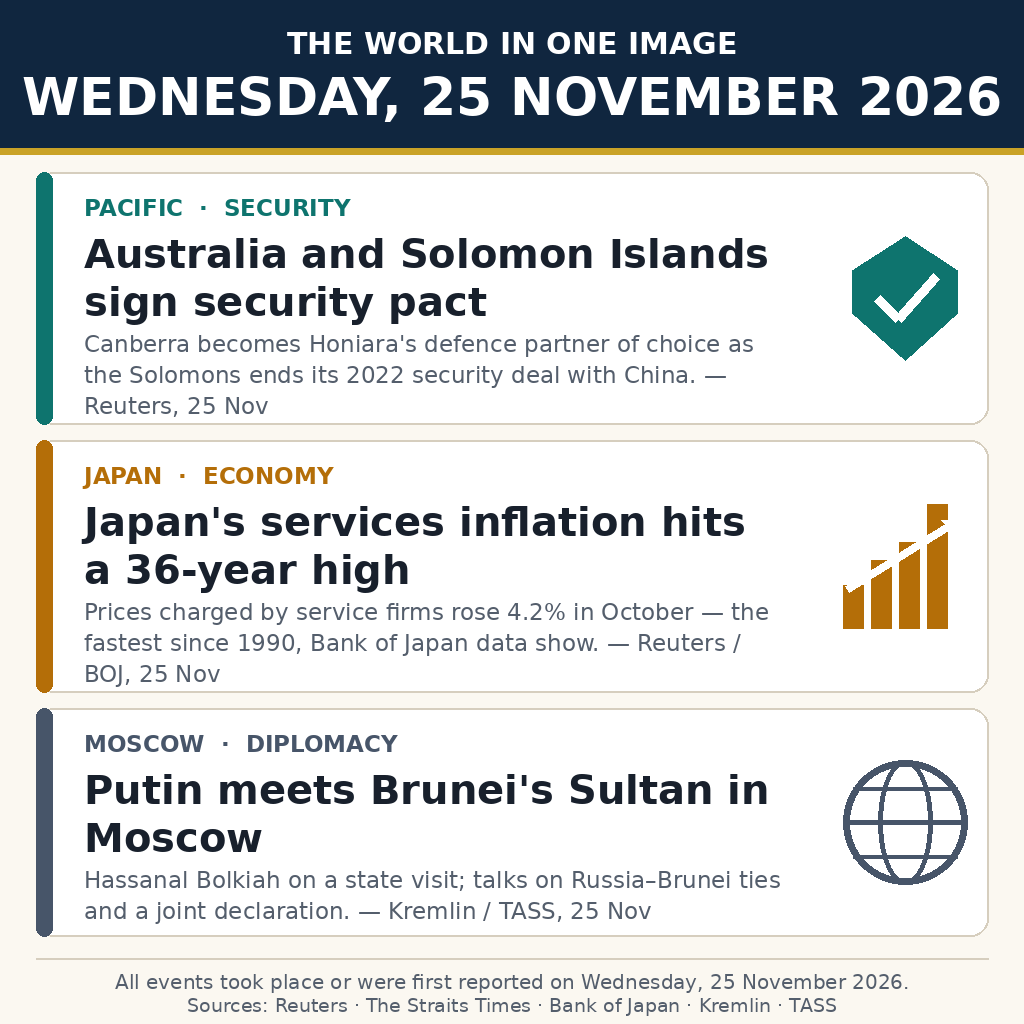 THE WORLD IN ONE IMAGE
WEDNESDAY, 25 NOVEMBER 2026
PACIFIC · SECURITY
Australia and Solomon Islands
sign security pact
Canberra becomes Honiara's defence partner of choice as
the Solomons ends its 2022 security deal with China. —
Reuters, 25 Nov
JAPAN · ECONOMY
Japan's services inflation hits
a 36-year high
Prices charged by service firms rose 4.2% in October — the
fastest since 1990, Bank of Japan data show. — Reuters /
BOJ, 25 Nov
MOSCOW · DIPLOMACY
Putin meets Brunei's Sultan in
Moscow
Hassanal Bolkiah on a state visit; talks on Russia–Brunei ties
and a joint declaration. — Kremlin / TASS, 25 Nov
All events took place or were first reported on Wednesday, 25 November 2026.
Sources: Reuters · The Straits Times · Bank of Japan · Kremlin · TASS